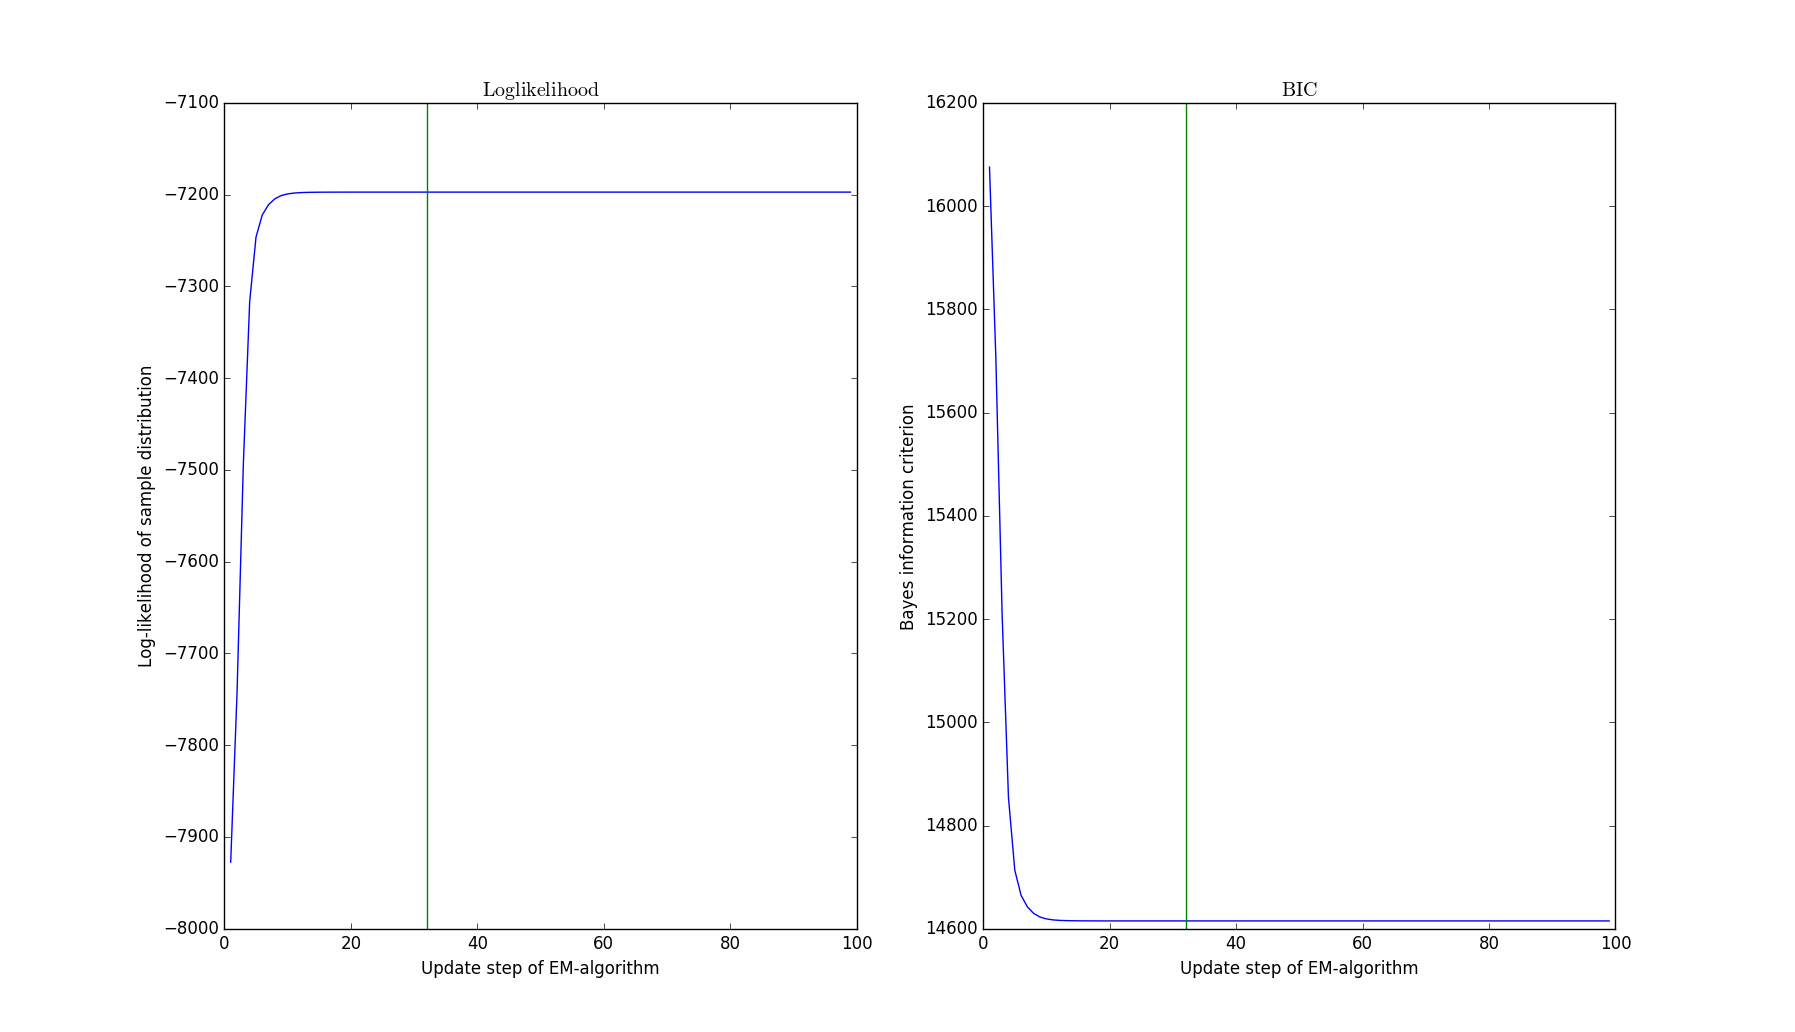 Loglikelihood
−7100
−7200
−7300
−7400
−7500
−7600
−7700
−7800
−7900
−8000
Log-likelihood of sample distribution
0 20 40 60 80 100
Update step of EM-algorithm
BIC
16200
16000
15800
15600
15400
15200
15000
14800
14600
Bayes information criterion
0 20 40 60 80 100
Update step of EM-algorithm